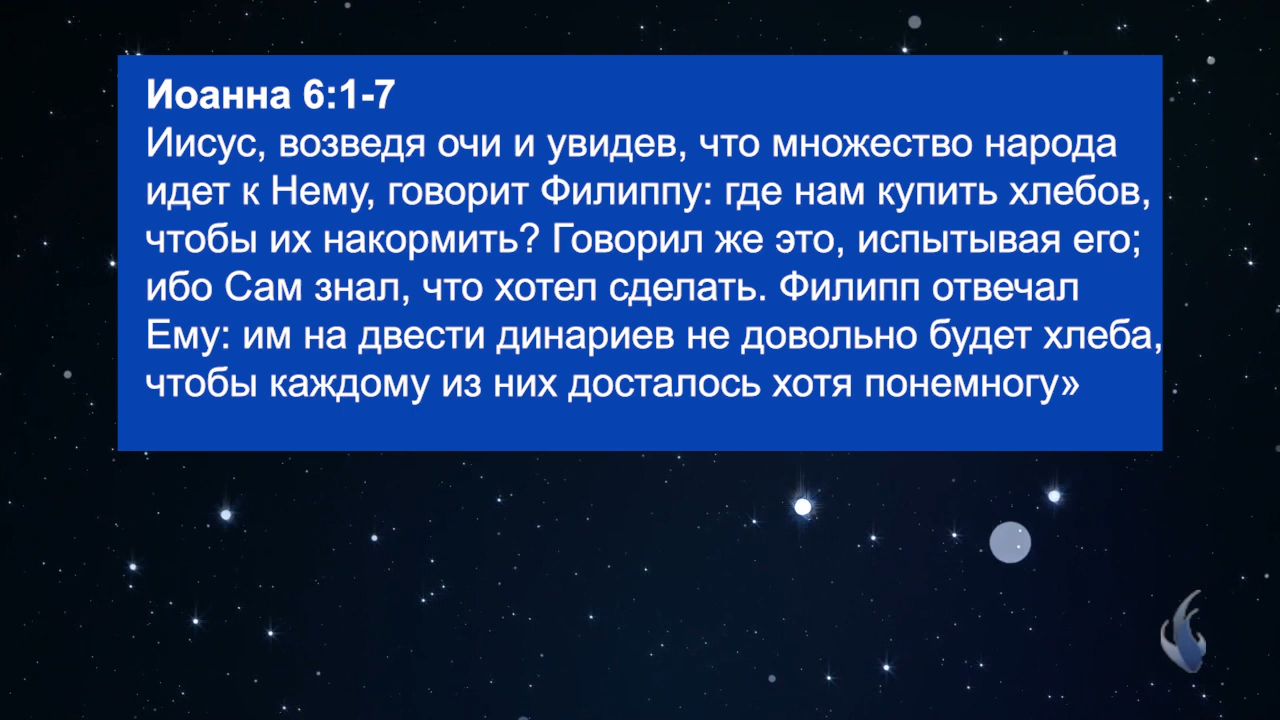 Иоанна 6:1-7
Иисус, возведя очи и увидев, что множество народа
идет к Нему, говорит Филиппу: где нам купить хлебов,
чтобы их накормить? Говорил же это, испытывая его;
ибо Сам знал, что хотел сделать. Филипп отвечал
Ему: им на двести динариев не довольно будет хлеба,
чтобы каждому из них досталось хотя понемногу»